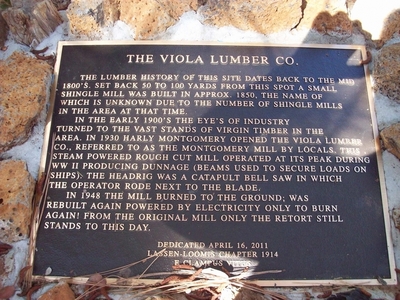 THE VIOLA LUMBER CO.
THE LUMBER HISTORY OF THIS SITE DATES BACK TO THE MID
1800'S. SET BACK 50 TO 100 YARDS FROM THIS SPOT A SMALL
SHINGLE MILL WAS BUILT IN APPROX. 1850, THE NAME OF
WHICH IS UNKNOWN DUE TO THE NUMBER OF SHINGLE MILLS
IN THE AREA AT THAT TIME.
IN THE EARLY 1900'S THE EYE'S OF INDUSTRY
TURNED TO THE VAST STANDS OF VIRGIN TIMBER IN THE
AREA. IN 1930 HARLY MONTGOMERY OPENED THE VIOLA LUMBER
CO., REFERRED TO AS THE MONTGOMERY MILL BY LOCALS, THIS
STEAM POWERED ROUGH CUT MILL OPERATED AT ITS PEAK DURING
WW II PRODUCING DUNNAGE (BEAMS USED TO SECURE LOADS ON
SHIPS). THE HEADRIG WAS A CATAPULT BELL SAW IN WHICH
THE OPERATOR RODE NEXT TO THE BLADE.
IN 1948 THE MILL BURNED TO THE GROUND; WAS
REBUILT AGAIN POWERED BY ELECTRICITY ONLY TO BURN
AGAIN! FROM THE ORIGINAL MILL ONLY THE RETORT STILL
STANDS TO THIS DAY.
DEDICATED APRIL 16, 2011
LASSEN-LOOMIS CHAPTER 1914
E CLAMPUS VITUS